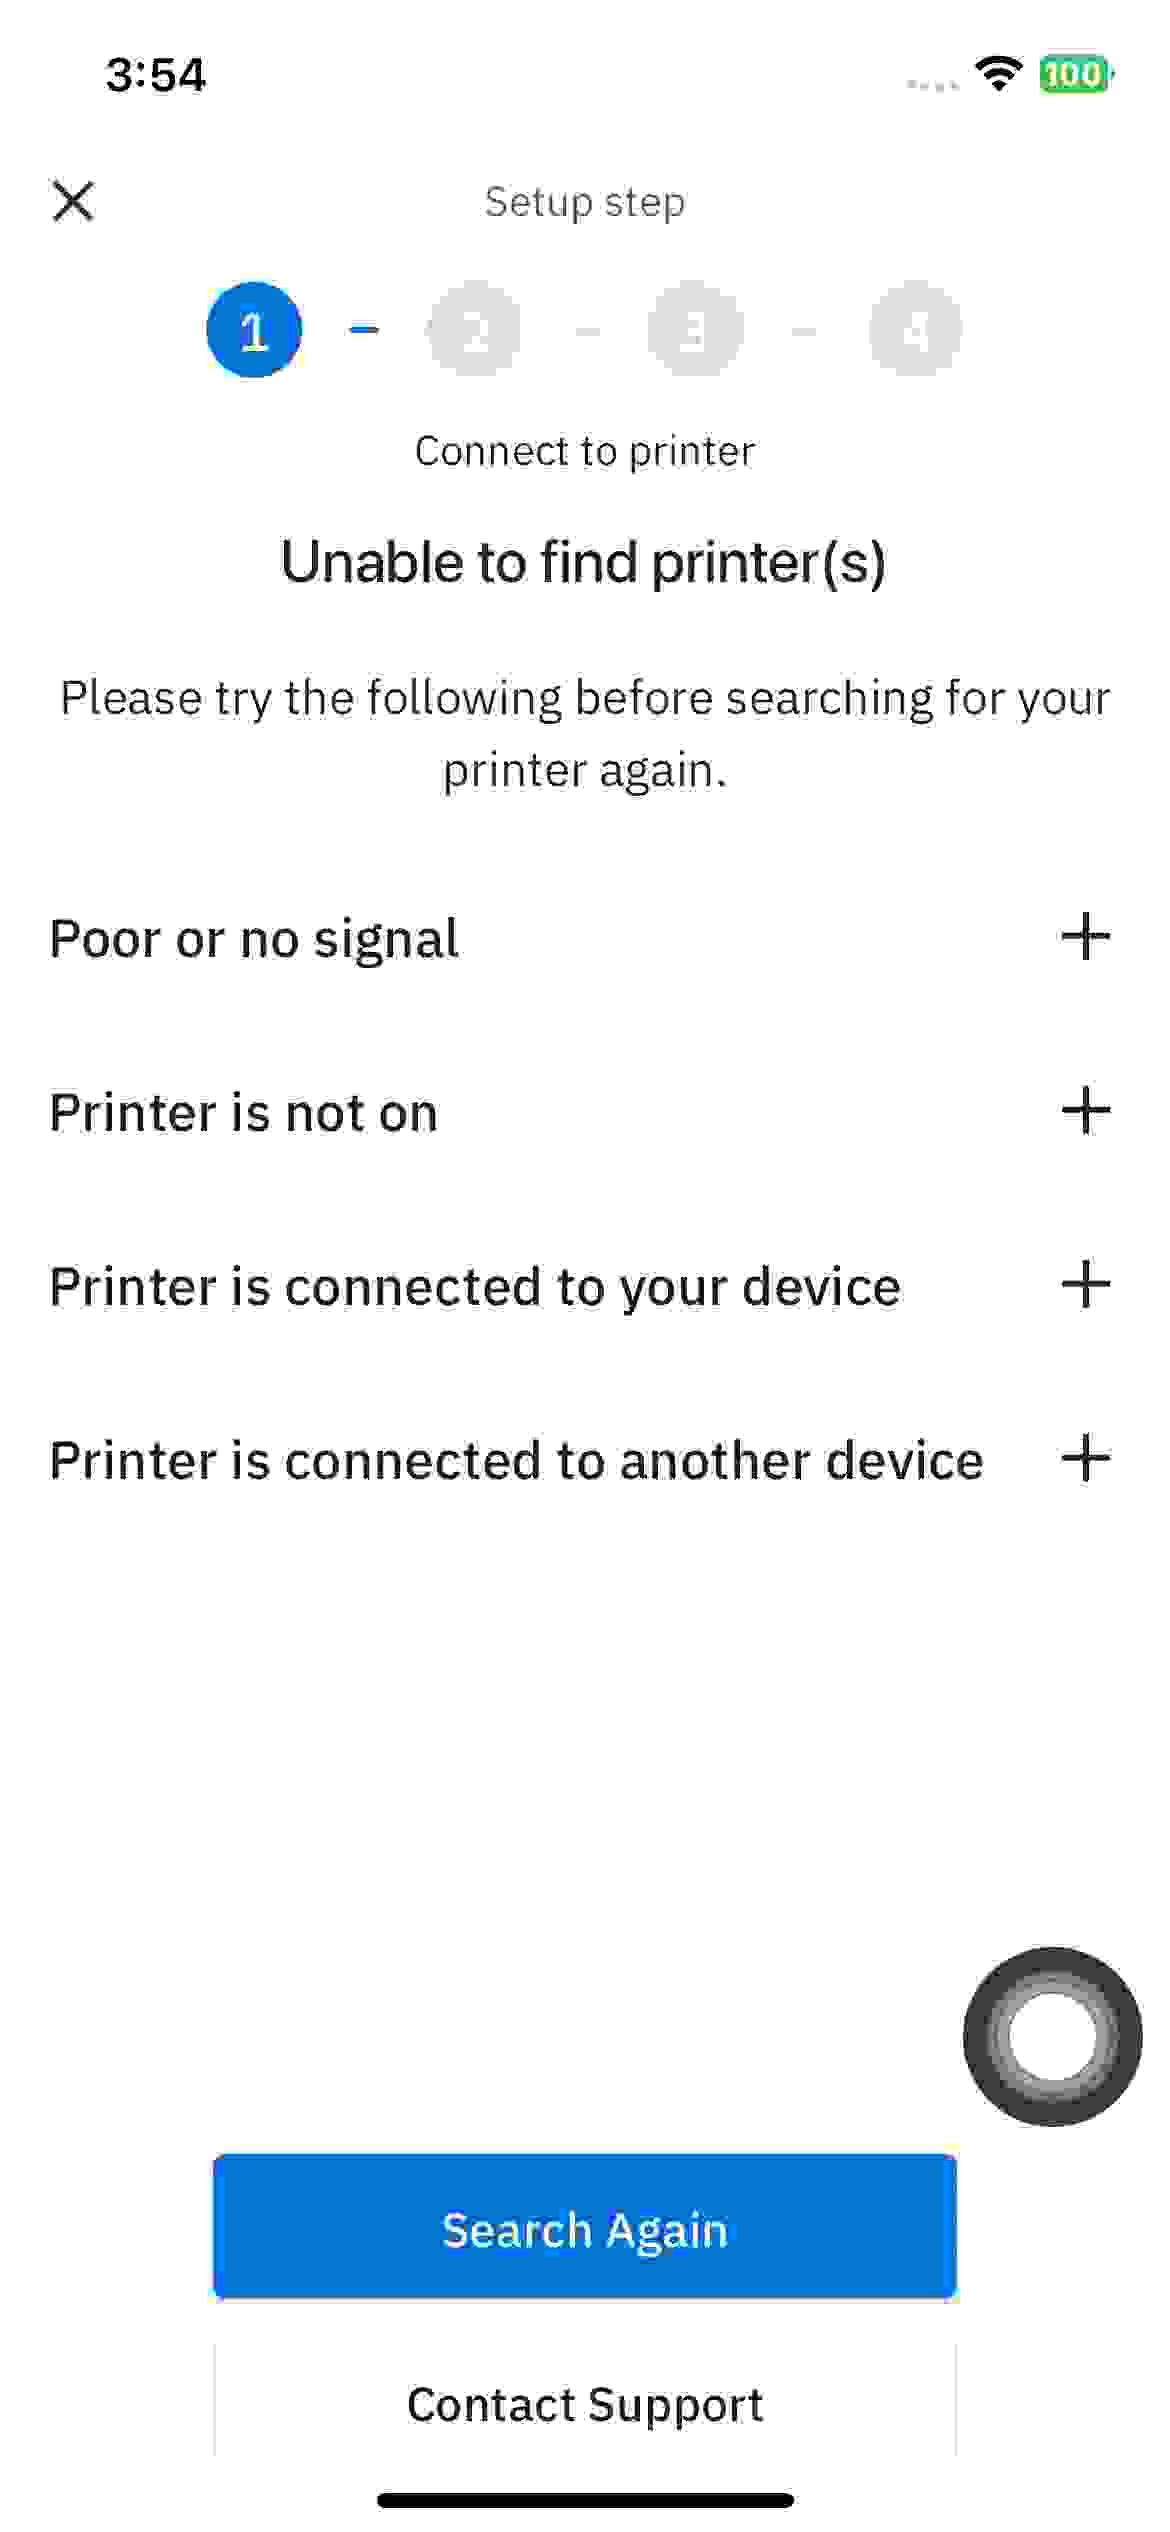 3:54
100
Setup step
1
2
3
4
Connect to printer
Unable to find printer(s)
Please try the following before searching for your
printer again.
Poor or no signal
Printer is not on
Printer is connected to your device
Printer is connected to another device
Search Again
Contact Support